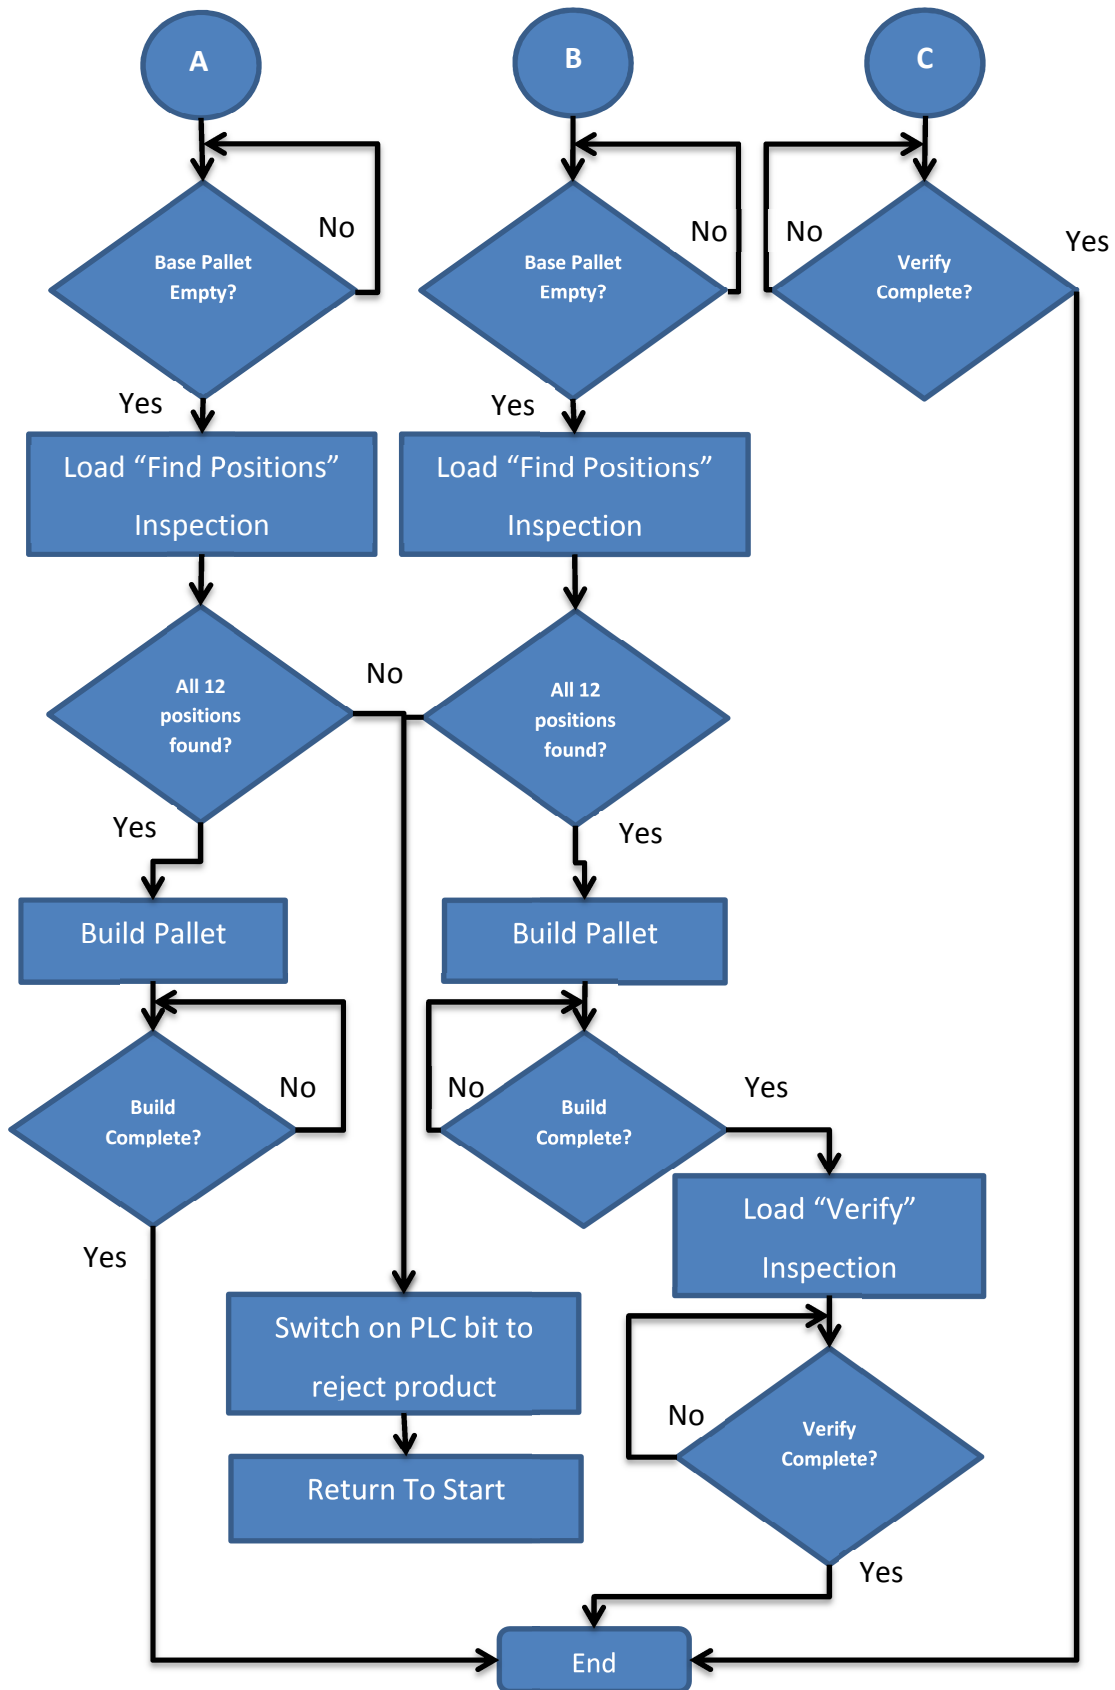 A
B
C
No
No
No
Yes
Base Pallet
Empty?
Base Pallet
Empty?
Verify
Complete?
Yes
Yes
Load “Find Positions”
Inspection
Load “Find Positions”
Inspection
No
All 12
positions
found?
All 12
positions
found?
Yes
Yes
Build Pallet
Build Pallet
No
No
Yes
Build
Complete?
Build
Complete?
Yes
Load “Verify”
Inspection
Switch on PLC bit to
reject product
No
Verify
Complete?
Return To Start
Yes
End